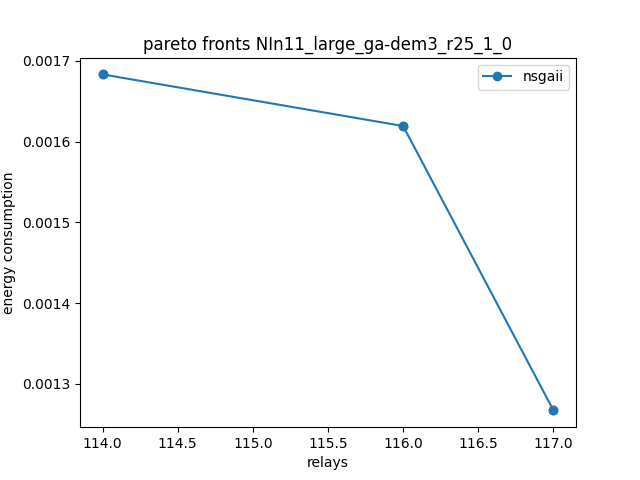 pareto fronts NIn11_large_ga-dem3_r25_1_0
nsgaii
energy consumption
0.0017
0.0016
0.0015
0.0014
0.0013
114.0 114.5 115.0 115.5 116.0 116.5 117.0
relays